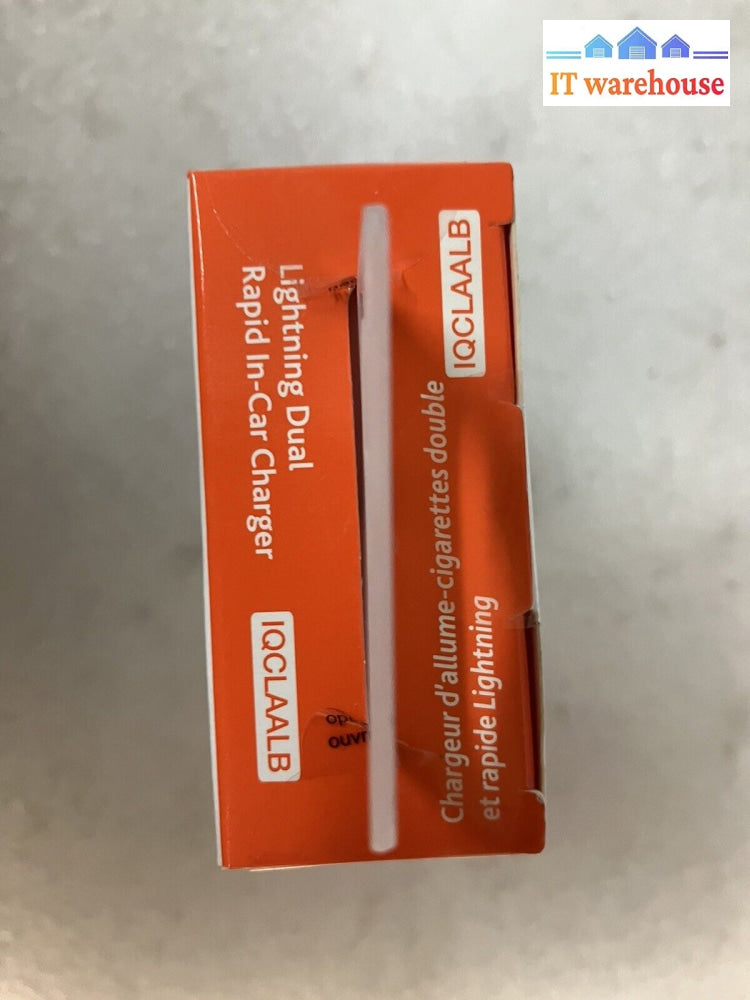 IT warehouse
Lightning Dual
Rapid In-Car Charger
IQCLAALB
IQCLAALB
Chargeur d'allume-cigarettes double
et rapide Lightning